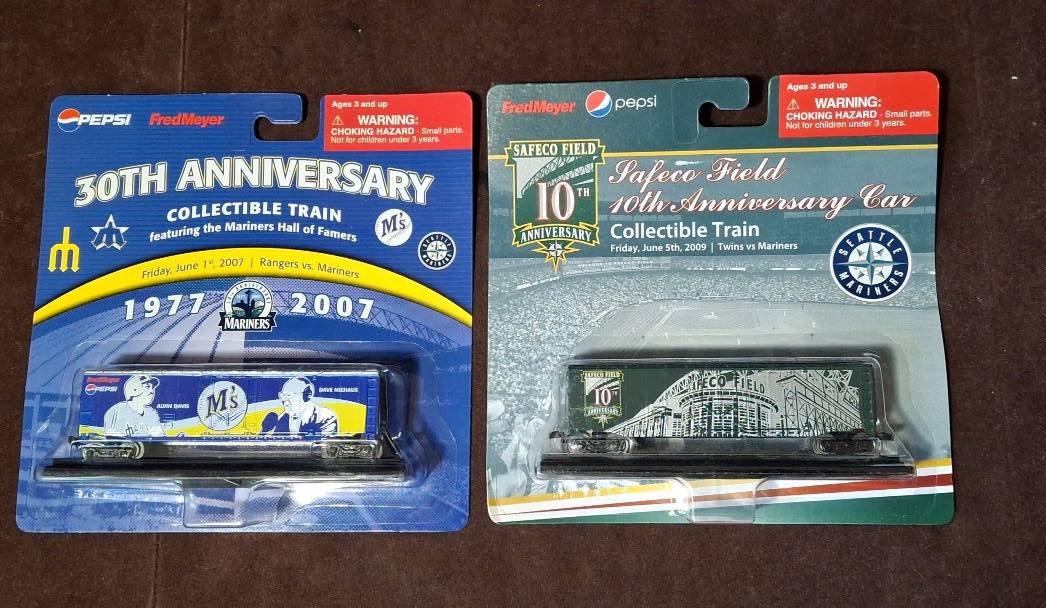 PEPSI FredMeyer
Ages 3 and up
WARNING:
CHOKING HAZARD - Small parts.
Not for children under 3 years.
30TH ANNIVERSARY
COLLECTIBLE TRAIN
featuring the Mariners Hall of Famers
M's
SEATTLE
MARINERS
Friday, June 1st, 2007 | Rangers vs. Mariners
1977 2007
MARINERS
FredMeyer
PEPSI
ALVIN DAVIS
M's
DAVE NIEHAUS
FredMeyer pepsi
Ages 3 and up
WARNING:
CHOKING HAZARD - Small parts.
Not for children under 3 years.
SAFECO FIELD
10TH
ANNIVERSARY
Safeco Field
10th Anniversary Car
Collectible Train
Friday, June 5th, 2009 | Twins vs Mariners
SEATTLE
MARINERS
SAFECO FIELD
10TH
ANNIVERSARY
SAFECO FIELD